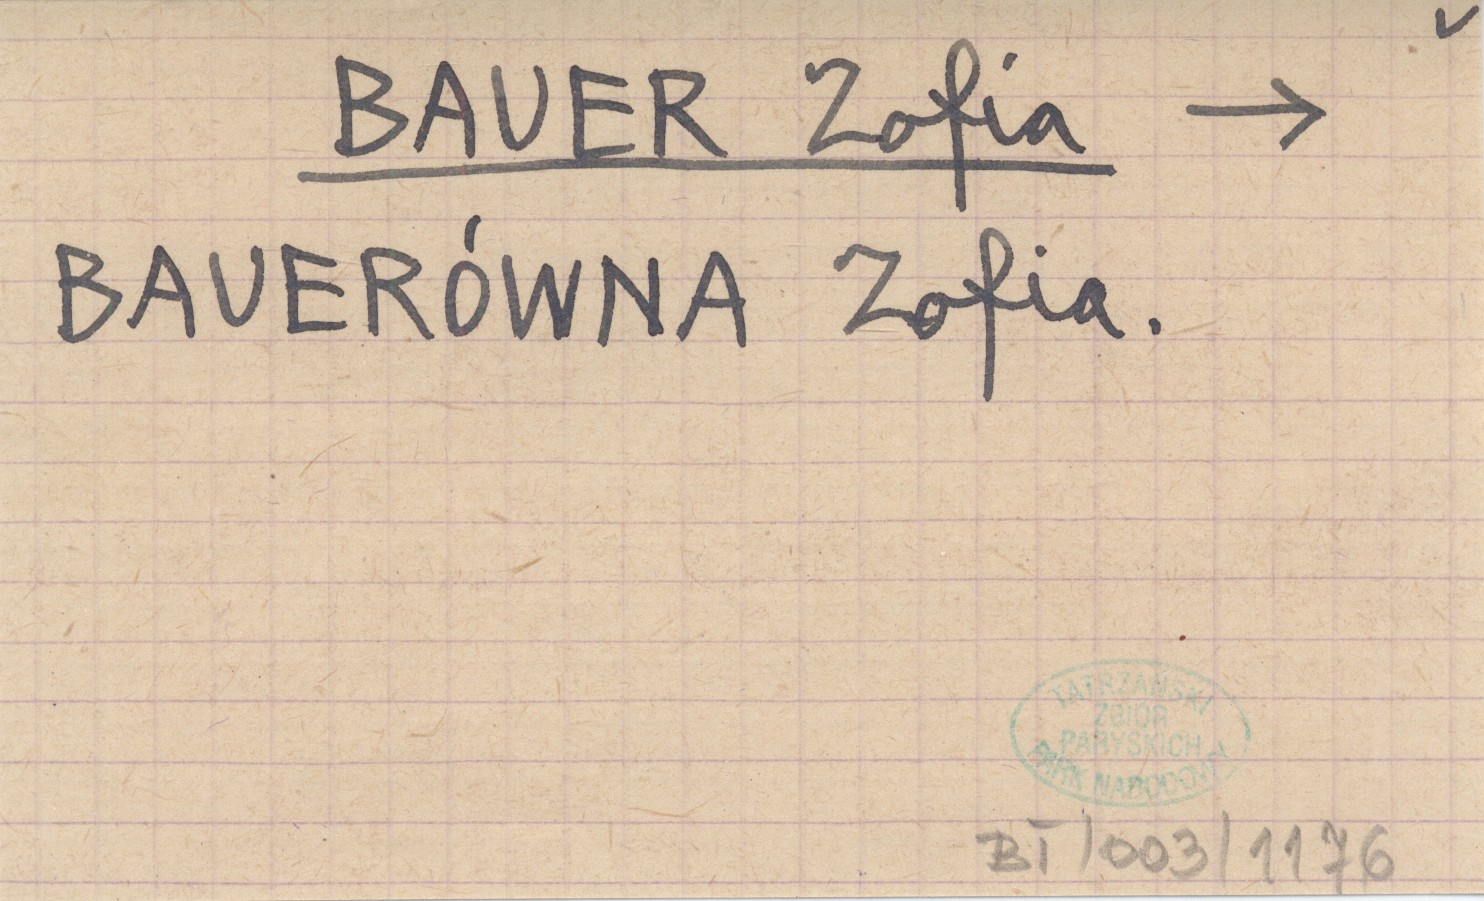 ✓
BAUER Zofia →
BAUERÓWNA Zofia.
TATRZAŃSKI
ZBIÓR
PARYSKICH
PARK NARODOWY
BT/003/1176